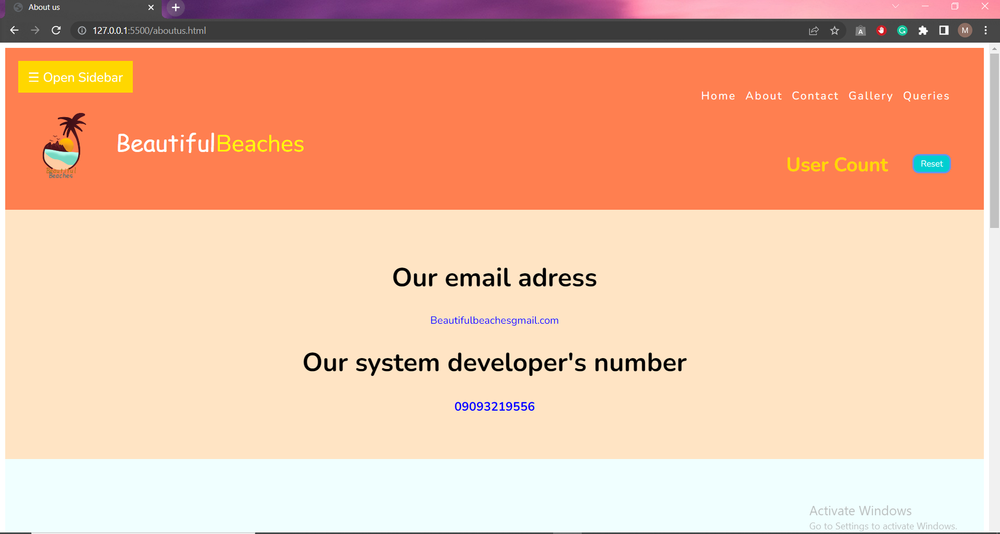 About us
127.0.0.1:5500/aboutus.html
A
G
M
☰ Open Sidebar
Home About Contact Gallery Queries
BeautifulBeaches
Beautiful
Beaches
User Count
Reset
Our email adress
Beautifulbeachesgmail.com
Our system developer's number
09093219556
Activate Windows
Go to Settings to activate Windows.